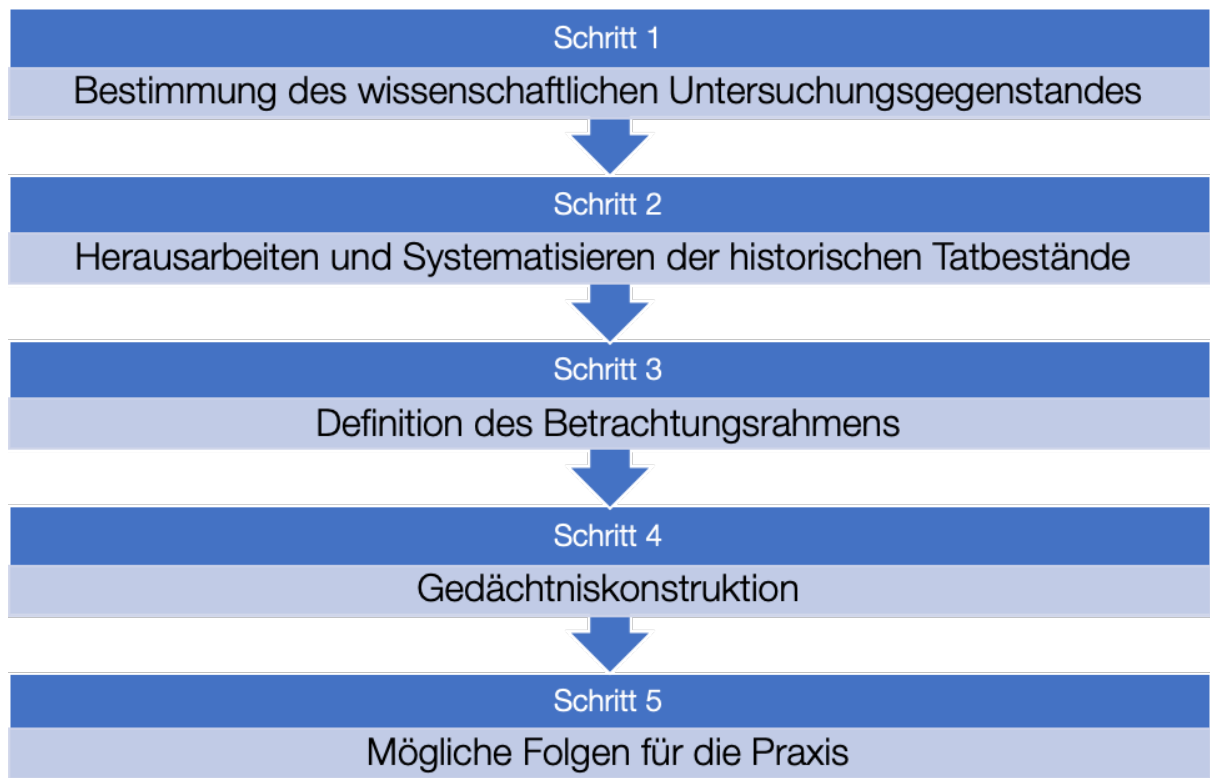 Schritt 1
Bestimmung des wissenschaftlichen Untersuchungsgegenstandes
Schritt 2
Herausarbeiten und Systematisieren der historischen Tatbestände
Schritt 3
Definition des Betrachtungsrahmens
Schritt 4
Gedächtniskonstruktion
Schritt 5
Mögliche Folgen für die Praxis